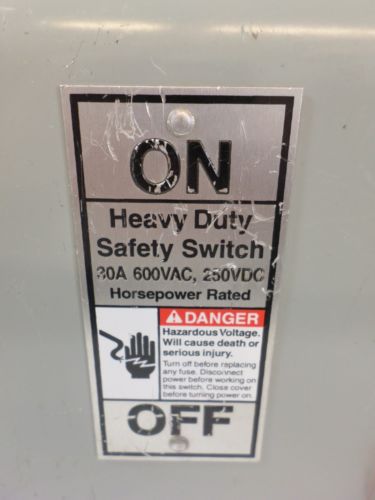 ON
Heavy Duty
Safety Switch
30A 600VAC, 250VDC
Horsepower Rated
DANGER
Hazardous Voltage.
Will cause death or
serious injury.
Turn off before replacing
any fuse. Disconnect
power before working on
this switch. Close cover
before turning power on.
OFF